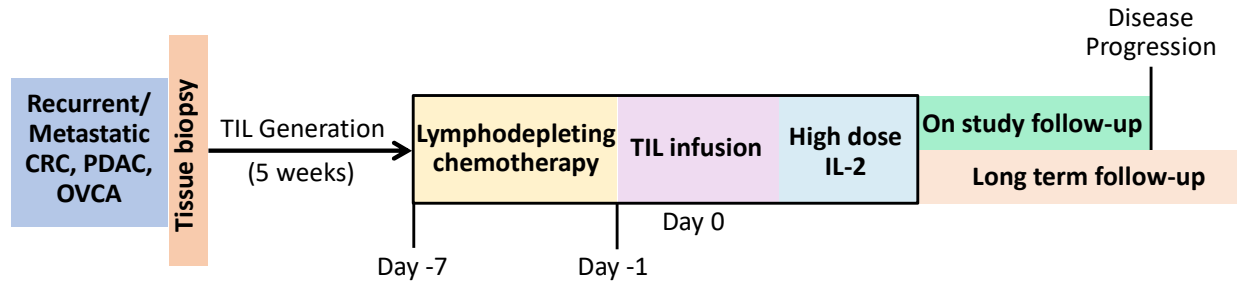 Disease
Progression
Recurrent/
Metastatic
CRC, PDAC,
OVCA
Tissue biopsy
TIL Generation
(5 weeks)
Lymphodepleting
chemotherapy
TIL infusion
High dose
IL-2
On study follow-up
Long term follow-up
Day 0
Day -7
Day -1